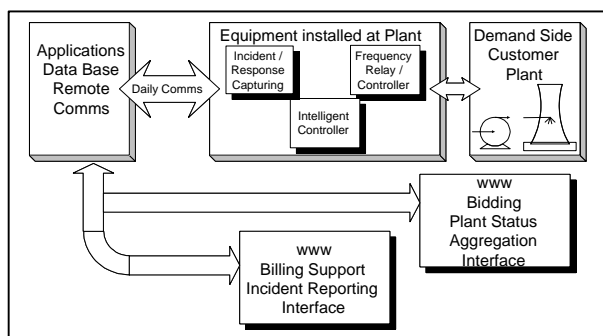 Applications
Data Base
Remote
Comms
Daily Comms
Equipment installed at Plant
Incident /
Response
Capturing
Frequency
Relay /
Controller
Intelligent
Controller
Demand Side
Customer
Plant
www
Bidding
Plant Status
Aggregation
Interface
www
Billing Support
Incident Reporting
Interface